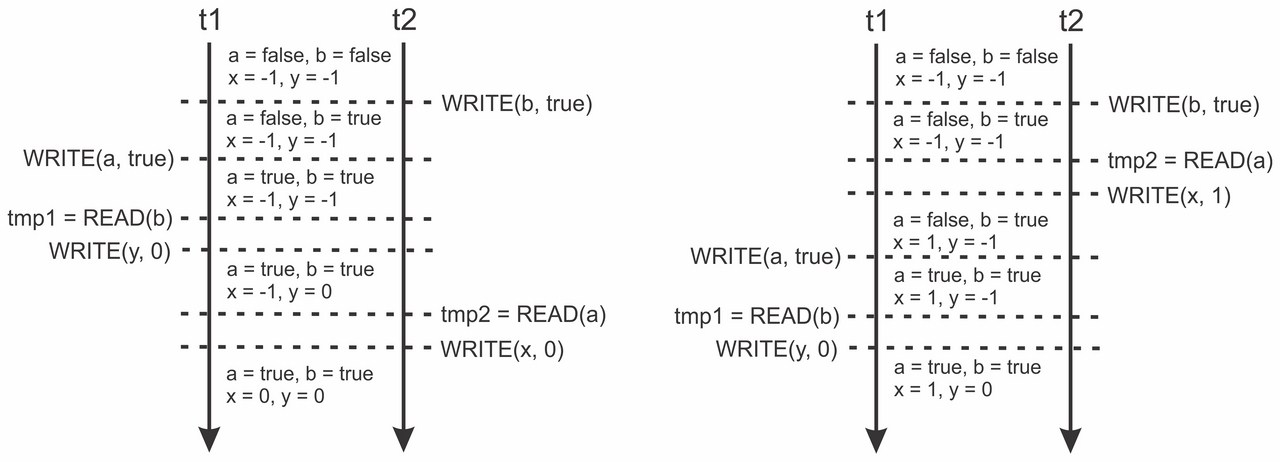 t1
t2
a = false, b = false
x = -1, y = -1
WRITE(b, true)
a = false, b = true
x = -1, y = -1
WRITE(a, true)
a = true, b = true
x = -1, y = -1
tmp1 = READ(b)
WRITE(y, 0)
a = true, b = true
x = -1, y = 0
tmp2 = READ(a)
WRITE(x, 0)
a = true, b = true
x = 0, y = 0
t1
t2
a = false, b = false
x = -1, y = -1
WRITE(b, true)
a = false, b = true
x = -1, y = -1
tmp2 = READ(a)
WRITE(x, 1)
a = false, b = true
x = 1, y = -1
WRITE(a, true)
a = true, b = true
x = 1, y = -1
tmp1 = READ(b)
WRITE(y, 0)
a = true, b = true
x = 1, y = 0